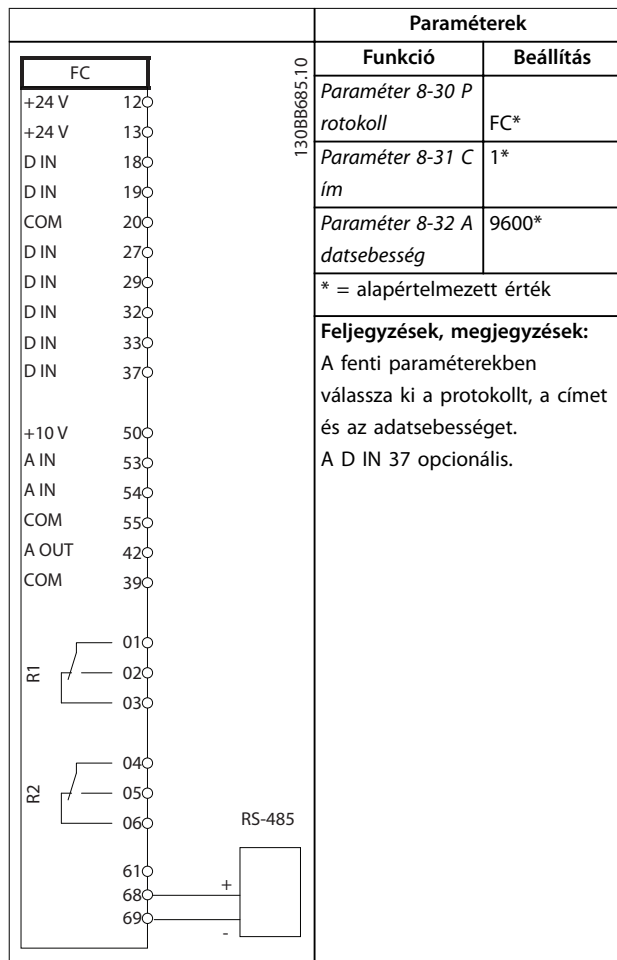 FC
+24 V 12
+24 V 13
D IN 18
D IN 19
COM 20
D IN 27
D IN 29
D IN 32
D IN 33
D IN 37
+10 V 50
A IN 53
A IN 54
COM 55
A OUT 42
COM 39
R1
01
02
03
R2
04
05
06
RS-485
61
68 +
69 -
130BB685.10
Paraméterek
Funkció Beállítás
Paraméter 8-30 P
rotokoll FC*
Paraméter 8-31 C 1*
ím
Paraméter 8-32 A 9600*
datsebesség
* = alapértelmezett érték
Feljegyzések, megjegyzések:
A fenti paraméterekben
válassza ki a protokollt, a címet
és az adatsebességet.
A D IN 37 opcionális.